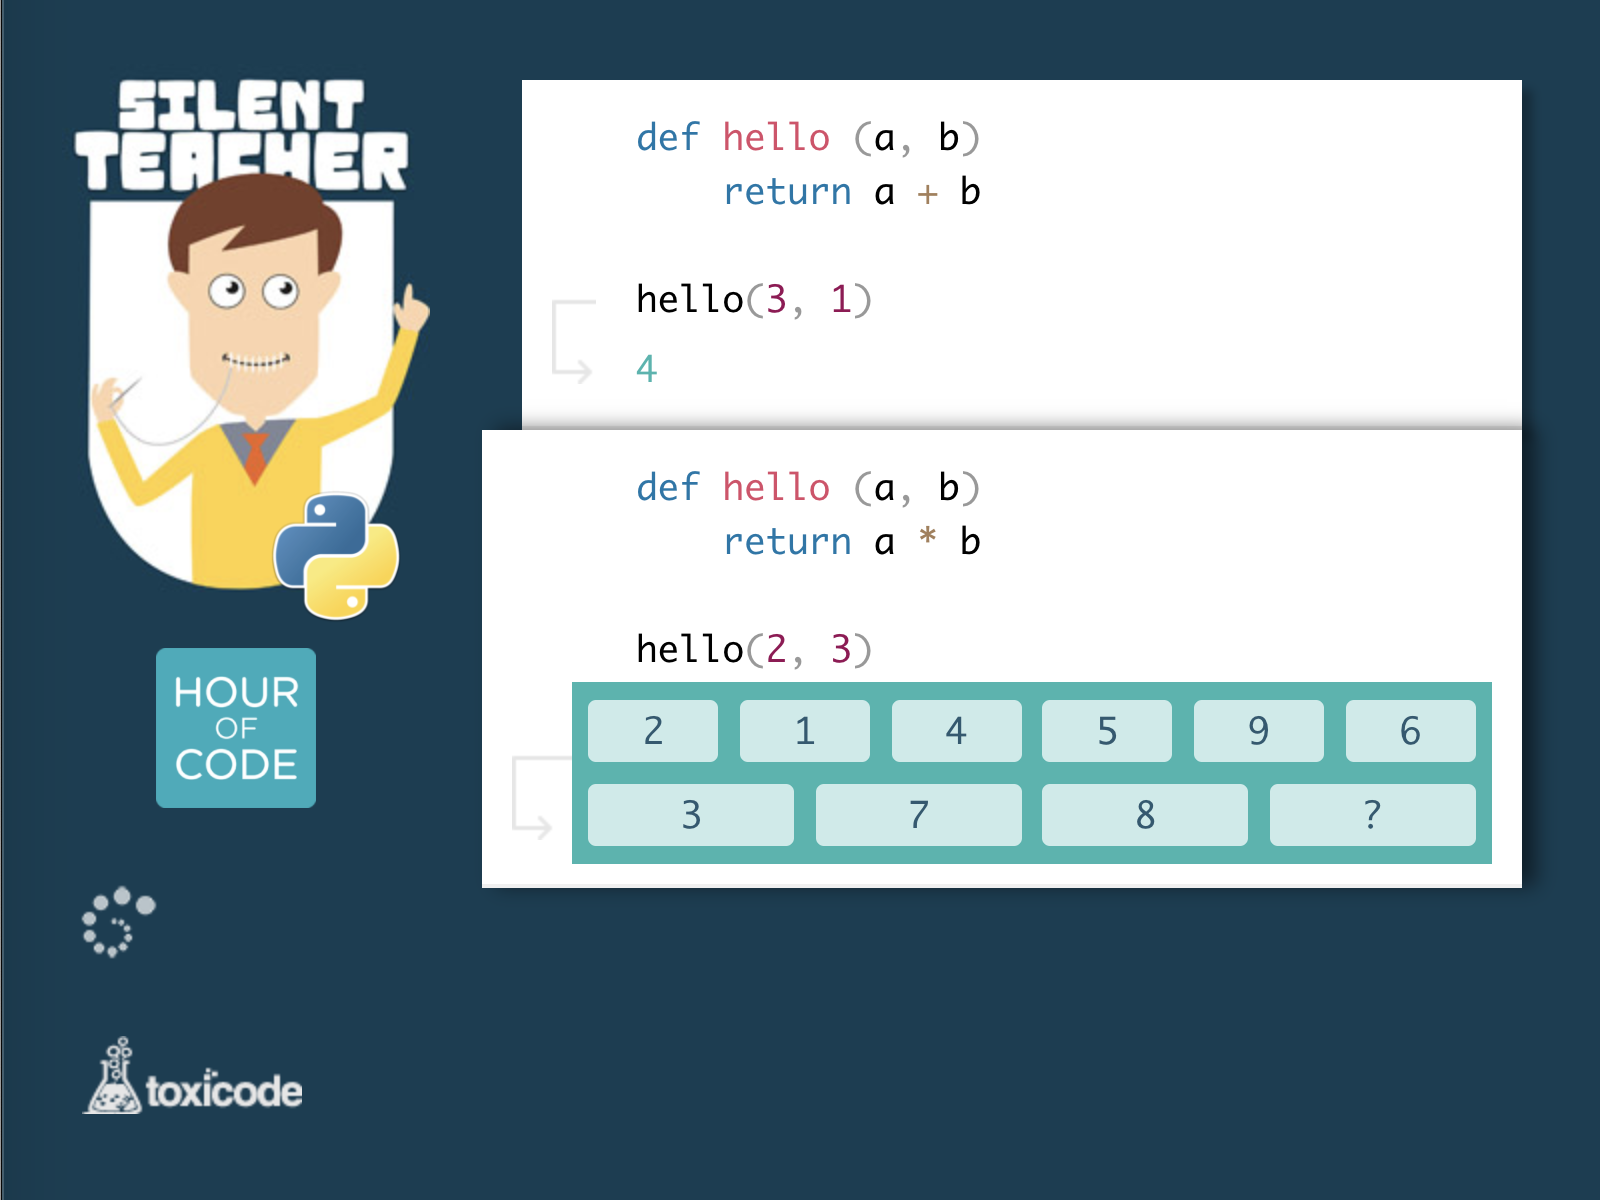 SILENT
TEACHER
HOUR
OF
CODE
toxicode
def hello (a, b)
    return a + b
hello(3, 1)
4
def hello (a, b)
    return a * b
hello(2, 3)
2 1 4 5 9 6
3 7 8 ?